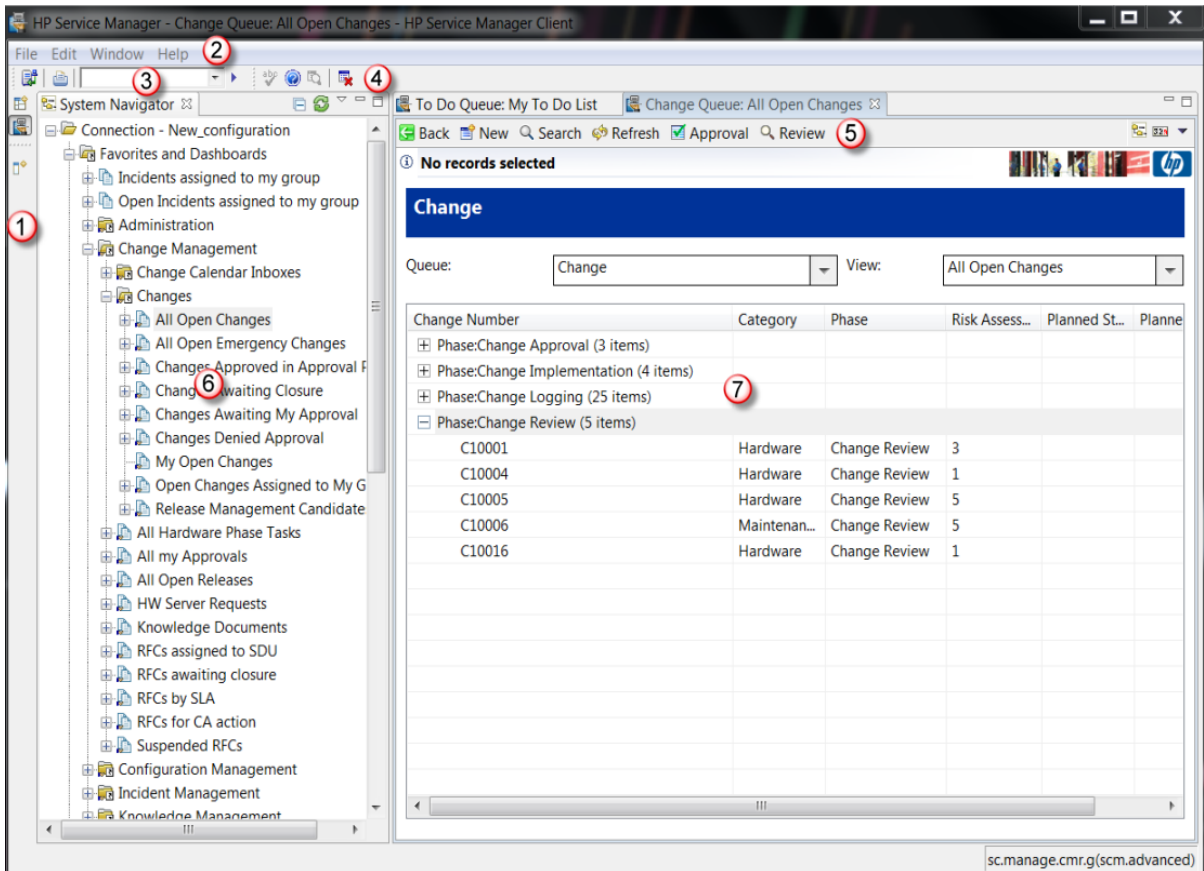 HP Service Manager - Change Queue: All Open Changes - HP Service Manager Client
File Edit Window Help
2
3
4
System Navigator
1
Connection - New_configuration
Favorites and Dashboards
Incidents assigned to my group
Open Incidents assigned to my group
Administration
Change Management
Change Calendar Inboxes
Changes
All Open Changes
All Open Emergency Changes
Changes Approved in Approval P
Changes Awaiting Closure
6
Changes Awaiting My Approval
Changes Denied Approval
My Open Changes
Open Changes Assigned to My G
Release Management Candidate
All Hardware Phase Tasks
All my Approvals
All Open Releases
HW Server Requests
Knowledge Documents
RFCs assigned to SDU
RFCs awaiting closure
RFCs by SLA
RFCs for CA action
Suspended RFCs
Configuration Management
Incident Management
Knowledge Management
To Do Queue: My To Do List
Change Queue: All Open Changes
Back New Search Refresh Approval Review
5
No records selected
hp
Change
Queue: Change View: All Open Changes
Change Number Category Phase Risk Assess... Planned St... Planne
Phase:Change Approval (3 items)
Phase:Change Implementation (4 items)
7
Phase:Change Logging (25 items)
Phase:Change Review (5 items)
C10001 Hardware Change Review 3
C10004 Hardware Change Review 1
C10005 Hardware Change Review 5
C10006 Maintenan... Change Review 5
C10016 Hardware Change Review 1
sc.manage.cmr.g(scm.advanced)